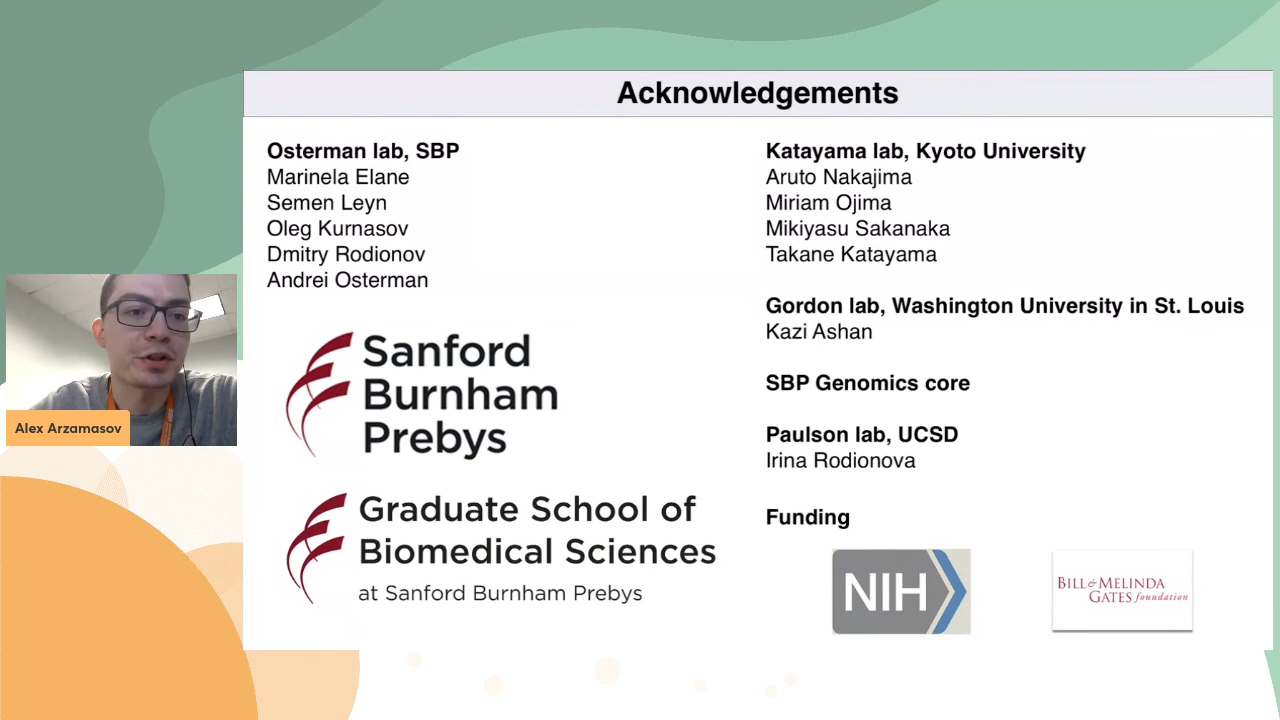 Acknowledgements
Osterman lab, SBP
Marinela Elane
Semen Leyn
Oleg Kurnasov
Dmitry Rodionov
Andrei Osterman
Sanford
Burnham
Prebys
Graduate School of
Biomedical Sciences
at Sanford Burnham Prebys
Katayama lab, Kyoto University
Aruto Nakajima
Miriam Ojima
Mikiyasu Sakanaka
Takane Katayama
Gordon lab, Washington University in St. Louis
Kazi Ashan
SBP Genomics core
Paulson lab, UCSD
Irina Rodionova
Funding
NIH
BILL & MELINDA
GATES foundation
Alex Arzamasov